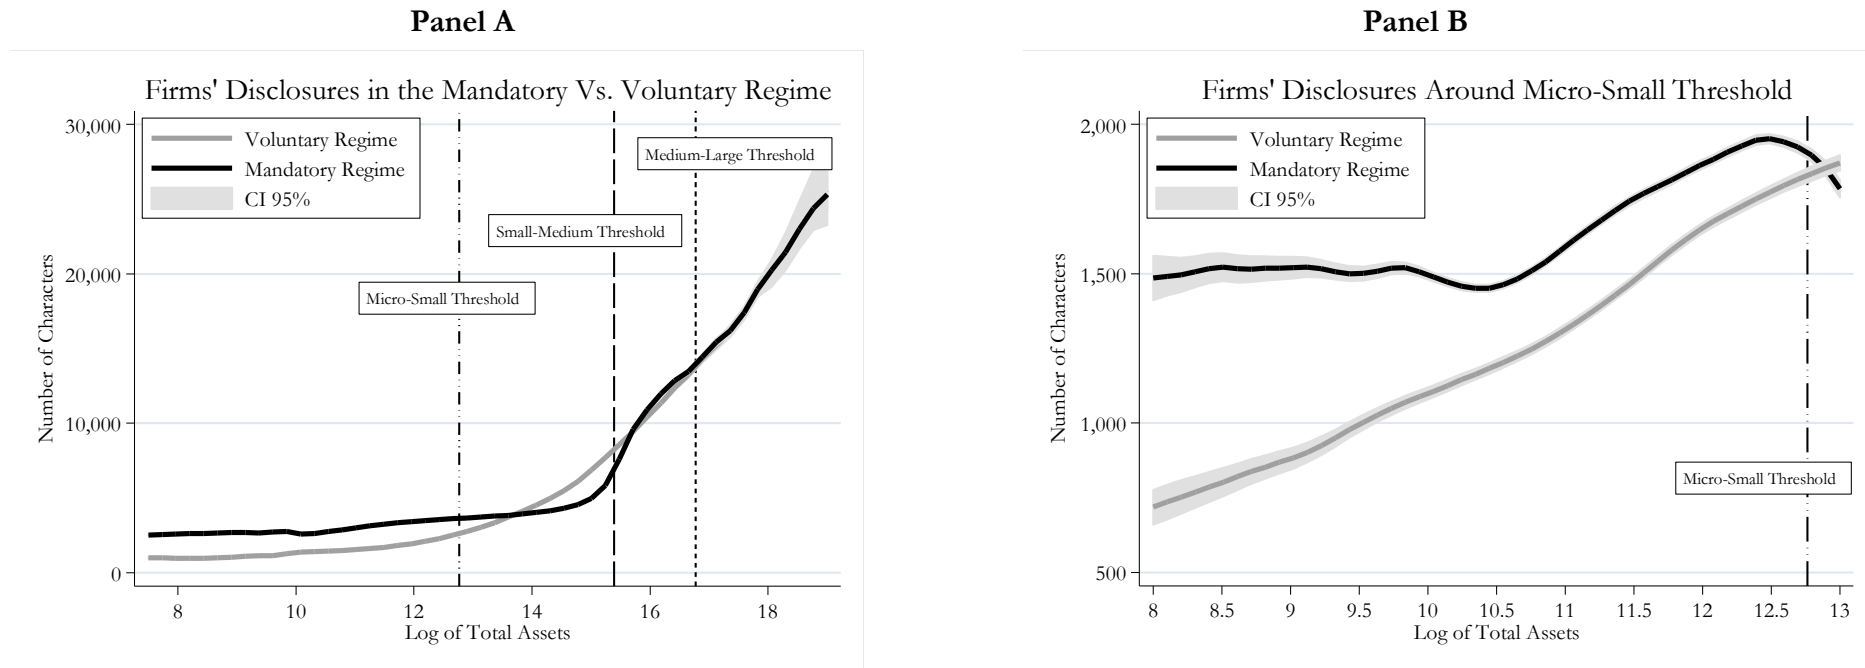 Panel A
Firms' Disclosures in the Mandatory Vs. Voluntary Regime
Voluntary Regime
Mandatory Regime
CI 95%
Medium-Large Threshold
Small-Medium Threshold
Micro-Small Threshold
Number of Characters
30,000
20,000
10,000
0
8 10 12 14 16 18
Log of Total Assets
Panel B
Firms' Disclosures Around Micro-Small Threshold
Voluntary Regime
Mandatory Regime
CI 95%
Micro-Small Threshold
Number of Characters
2,000
1,500
1,000
500
8 8.5 9 9.5 10 10.5 11 11.5 12 12.5 13
Log of Total Assets